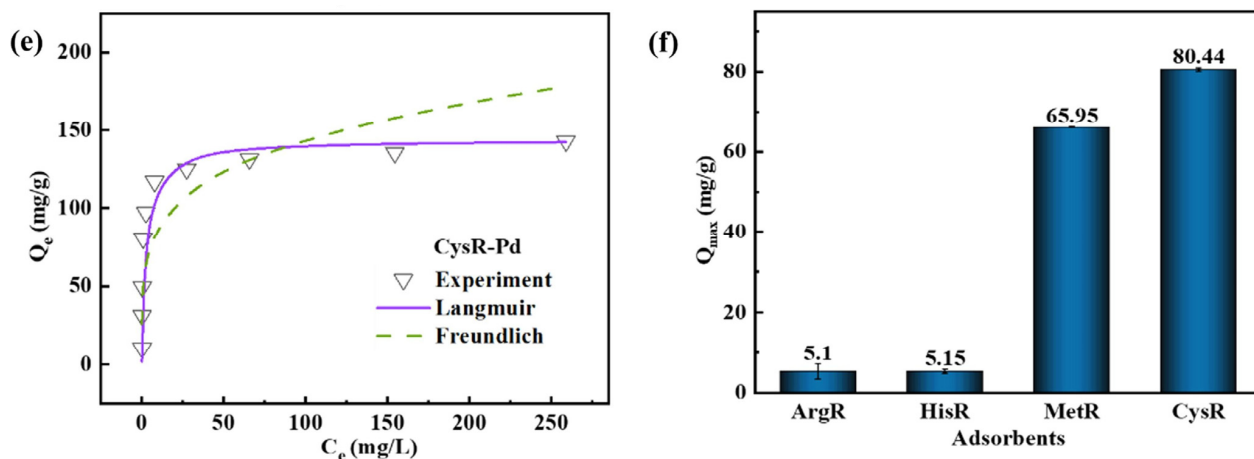 (e)
200
150
100
50
0
Qe (mg/g)
CysR-Pd
Experiment
Langmuir
Freundlich
0 50 100 150 200 250
Ce (mg/L)
(f)
80
60
40
20
0
Qmax (mg/g)
5.1
5.15
65.95
80.44
ArgR HisR MetR CysR
Adsorbents